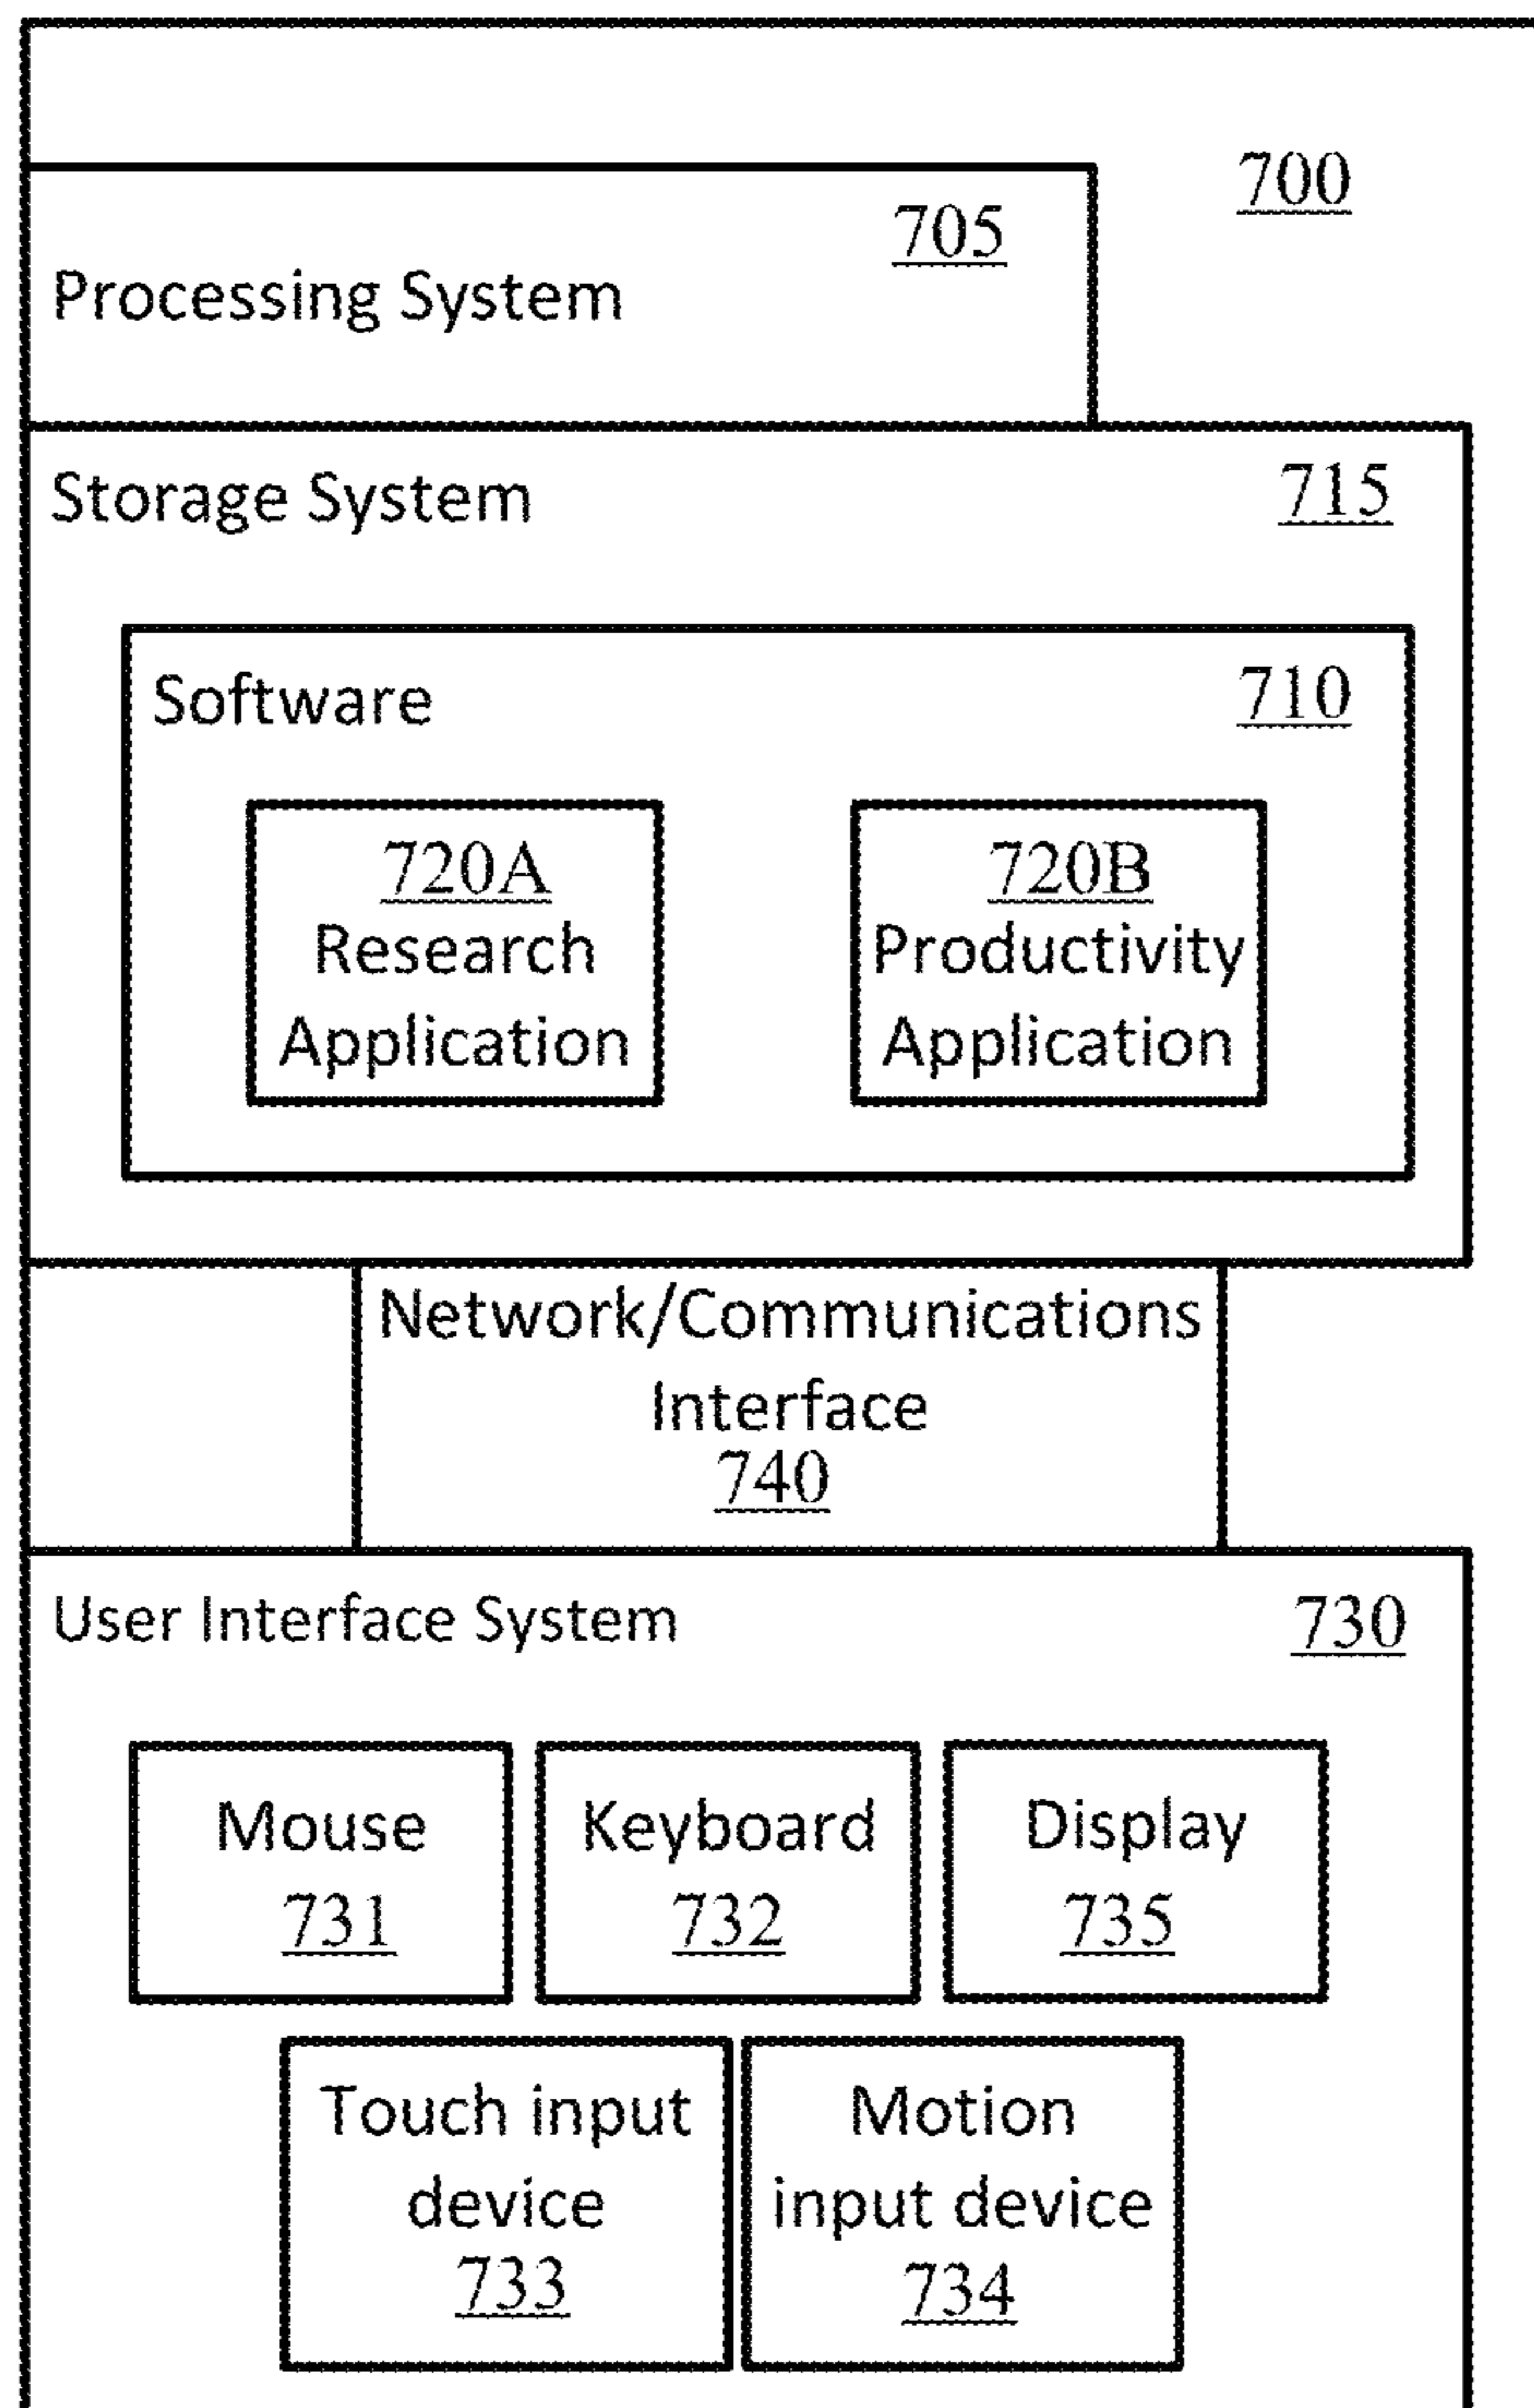 700
705
Processing System
Storage System 715
Software 710
720A
Research
Application
720B
Productivity
Application
Network/Communications
Interface
740
User Interface System 730
Mouse
731
Keyboard
732
Display
735
Touch input
device
733
Motion
input device
734